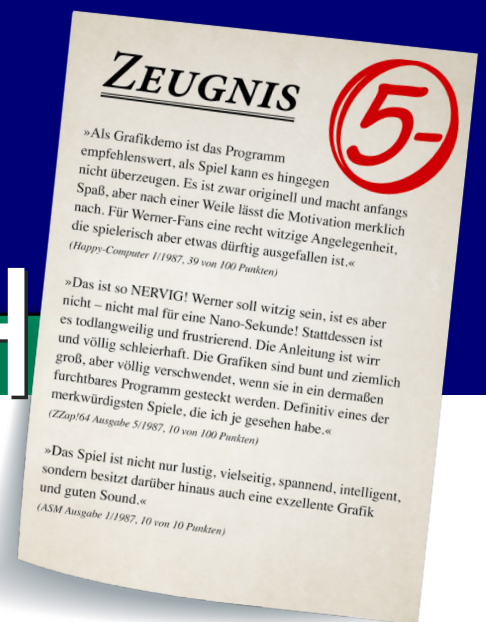 ZEUGNIS
5-
»Als Grafikdemo ist das Programm
empfehlenswert, als Spiel kann es hingegen
nicht überzeugen. Es ist zwar originell und macht anfangs
Spaß, aber nach einer Weile lässt die Motivation merklich
nach. Für Werner-Fans eine recht witzige Angelegenheit,
die spielerisch aber etwas dürftig ausgefallen ist.«
(Happy-Computer 1/1987, 39 von 100 Punkten)
»Das ist so NERVIG! Werner soll witzig sein, ist es aber
nicht – nicht mal für eine Nano-Sekunde! Stattdessen ist
es todlangweilig und frustrierend. Die Anleitung ist wirr
und völlig schleierhaft. Die Grafiken sind bunt und ziemlich
groß, aber völlig verschwendet, wenn sie in ein dermaßen
furchtbares Programm gesteckt werden. Definitiv eines der
merkwürdigsten Spiele, die ich je gesehen habe.«
(ZZap!64 Ausgabe 5/1987, 10 von 100 Punkten)
»Das Spiel ist nicht nur lustig, vielseitig, spannend, intelligent,
sondern besitzt darüber hinaus auch eine exzellente Grafik
und guten Sound.«
(ASM Ausgabe 1/1987, 10 von 10 Punkten)